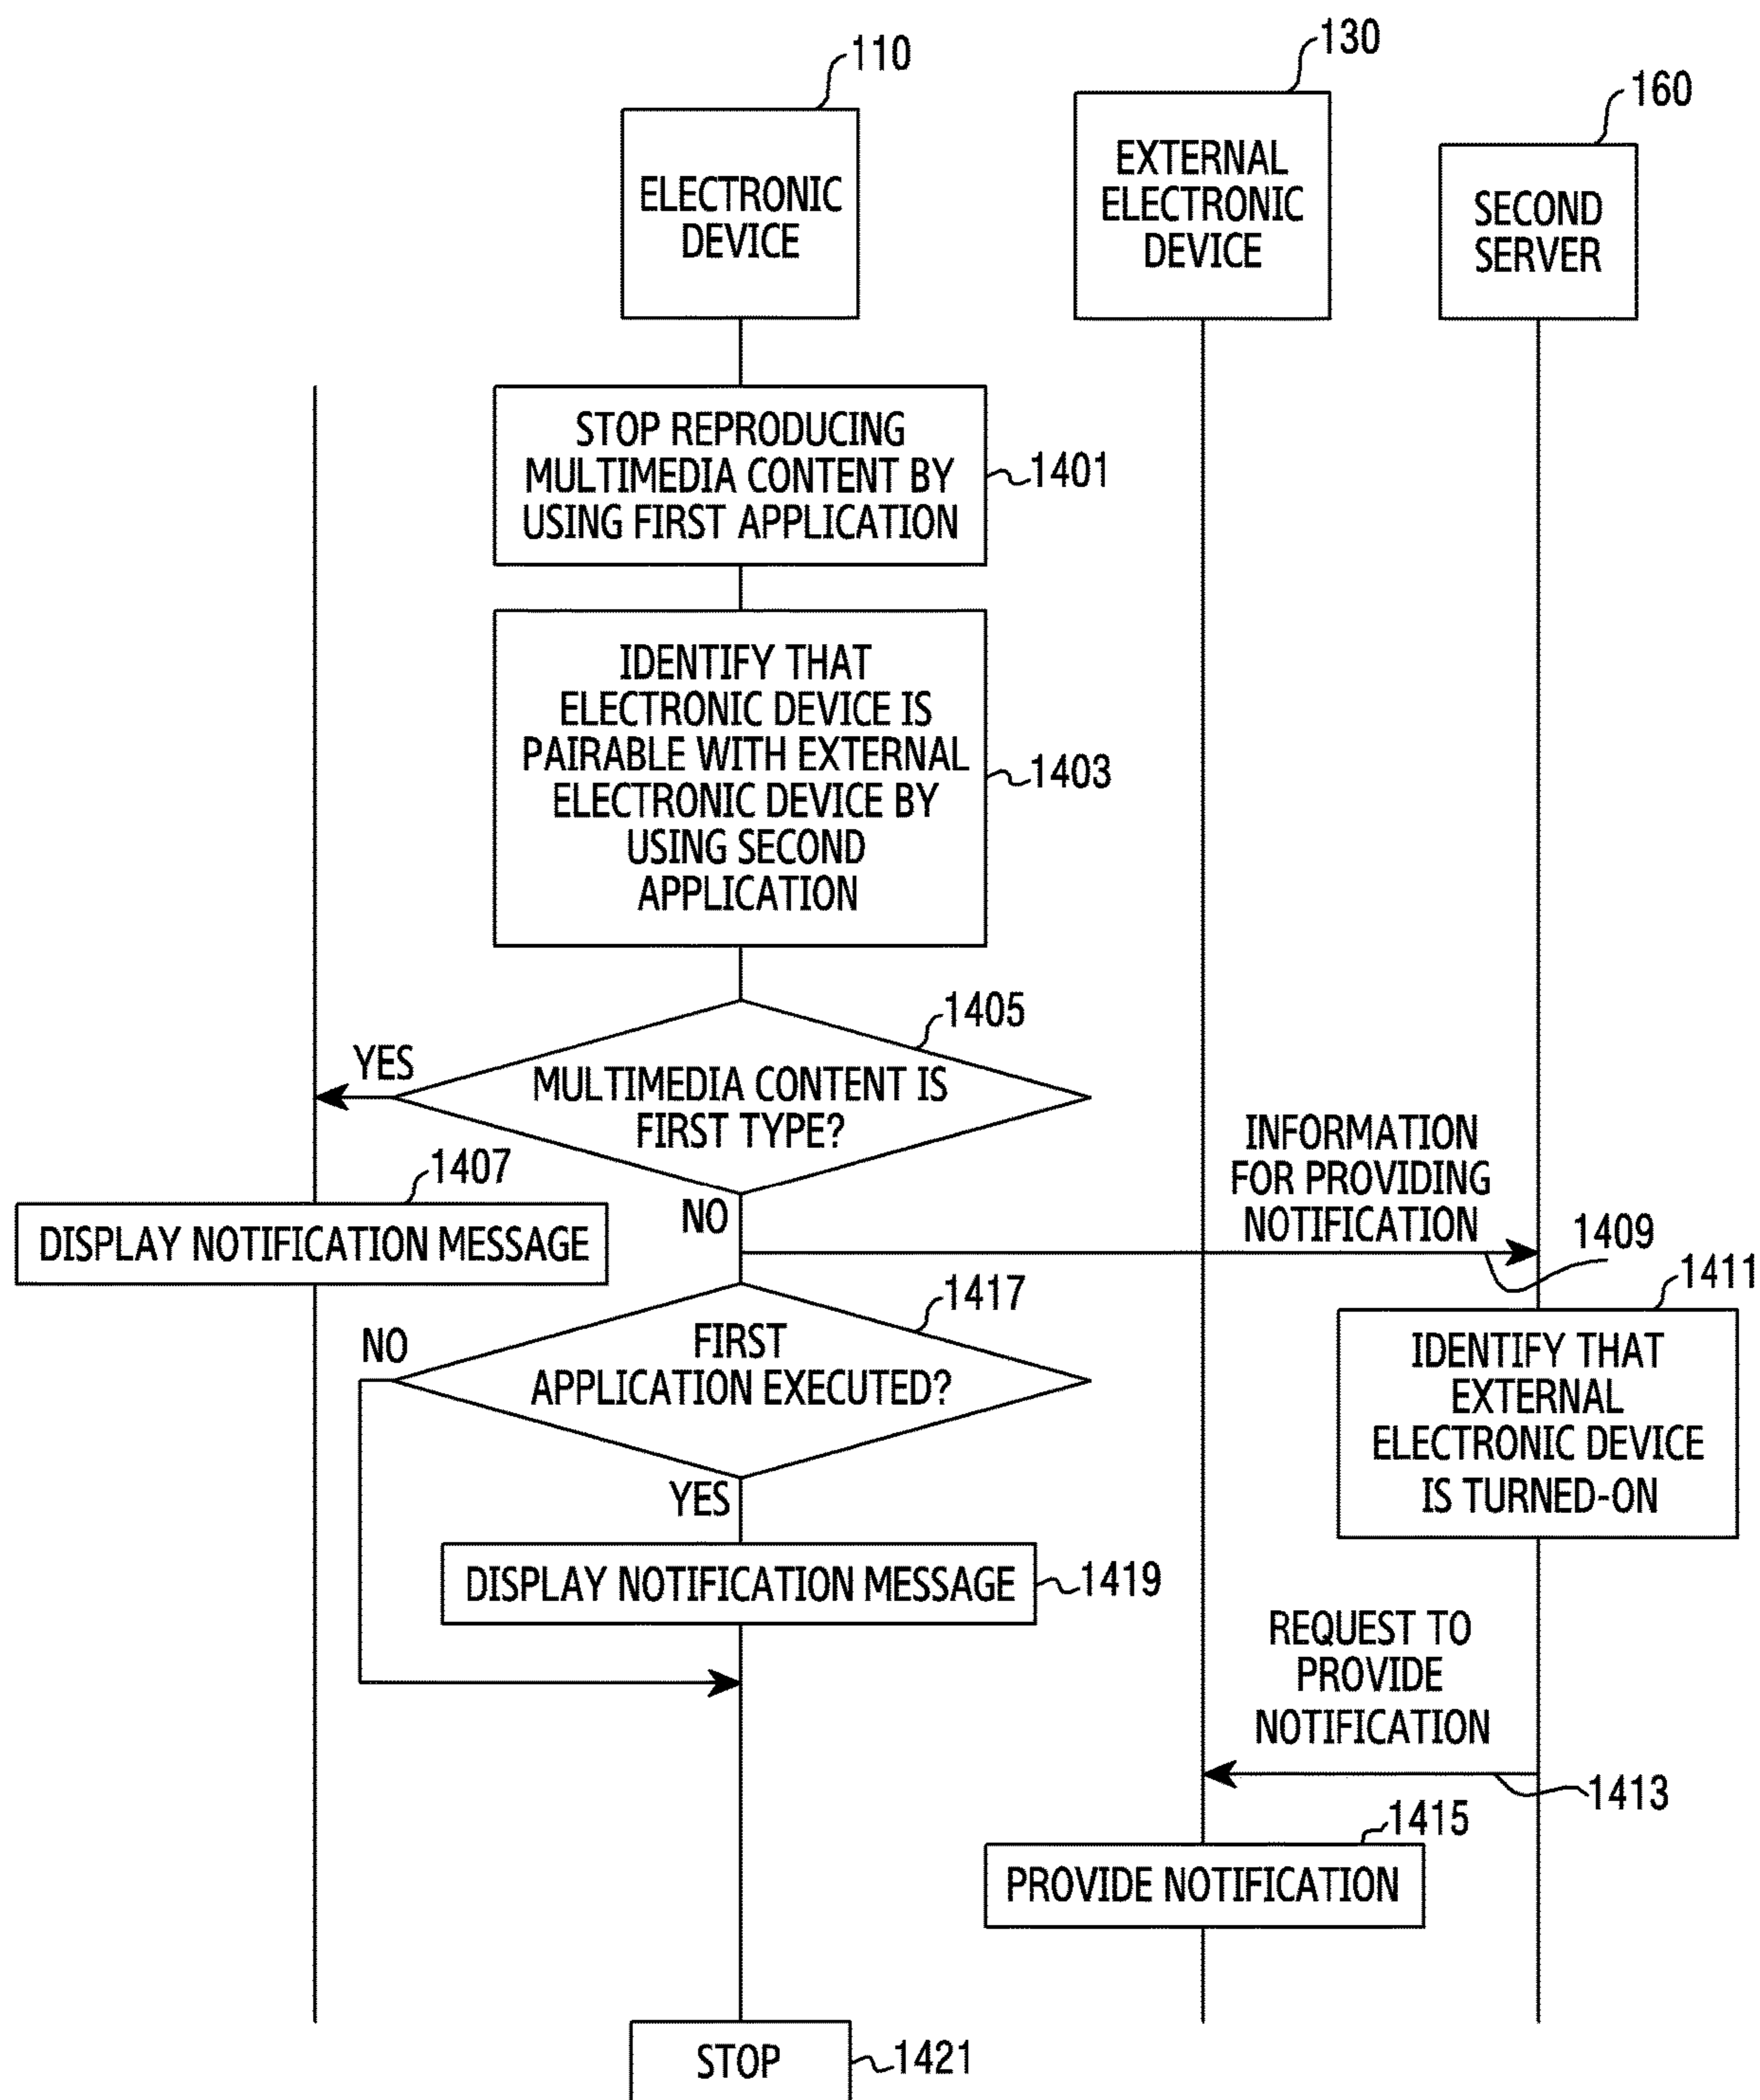 110
130
160
ELECTRONIC
DEVICE
EXTERNAL
ELECTRONIC
DEVICE
SECOND
SERVER
STOP REPRODUCING
MULTIMEDIA CONTENT BY
USING FIRST APPLICATION
1401
IDENTIFY THAT
ELECTRONIC DEVICE IS
PAIRABLE WITH EXTERNAL
ELECTRONIC DEVICE BY
USING SECOND
APPLICATION
1403
1405
YES
MULTIMEDIA CONTENT IS
FIRST TYPE?
1407
DISPLAY NOTIFICATION MESSAGE
NO
INFORMATION
FOR PROVIDING
NOTIFICATION
1409
1411
IDENTIFY THAT
EXTERNAL
ELECTRONIC DEVICE
IS TURNED-ON
1417
NO
FIRST
APPLICATION EXECUTED?
YES
DISPLAY NOTIFICATION MESSAGE
1419
REQUEST TO
PROVIDE
NOTIFICATION
1413
1415
PROVIDE NOTIFICATION
STOP
1421